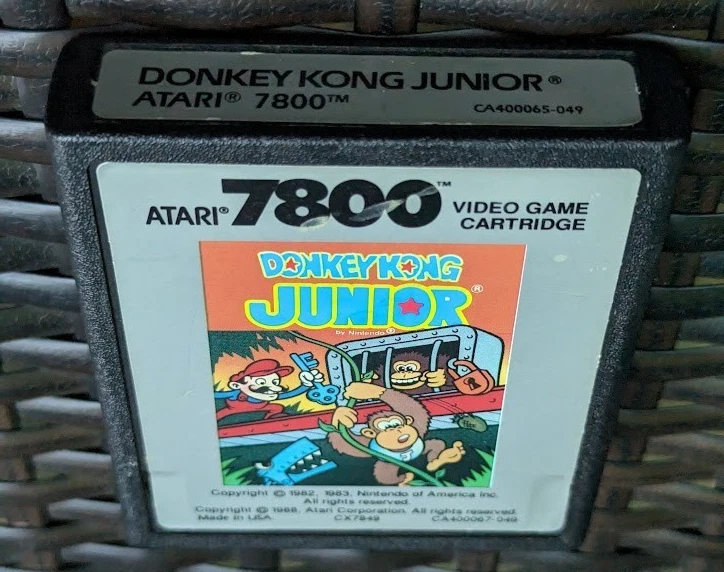 DONKEY KONG JUNIOR®
ATARI® 7800™
CA400065-049
ATARI® 7800™ VIDEO GAME
CARTRIDGE
DONKEY KONG
JUNIOR®
by Nintendo®
Copyright © 1982, 1983, Nintendo of America Inc.
All rights reserved.
Copyright © 1988, Atari Corporation. All rights reserved.
Made in USA. CX7849 CA400067-049